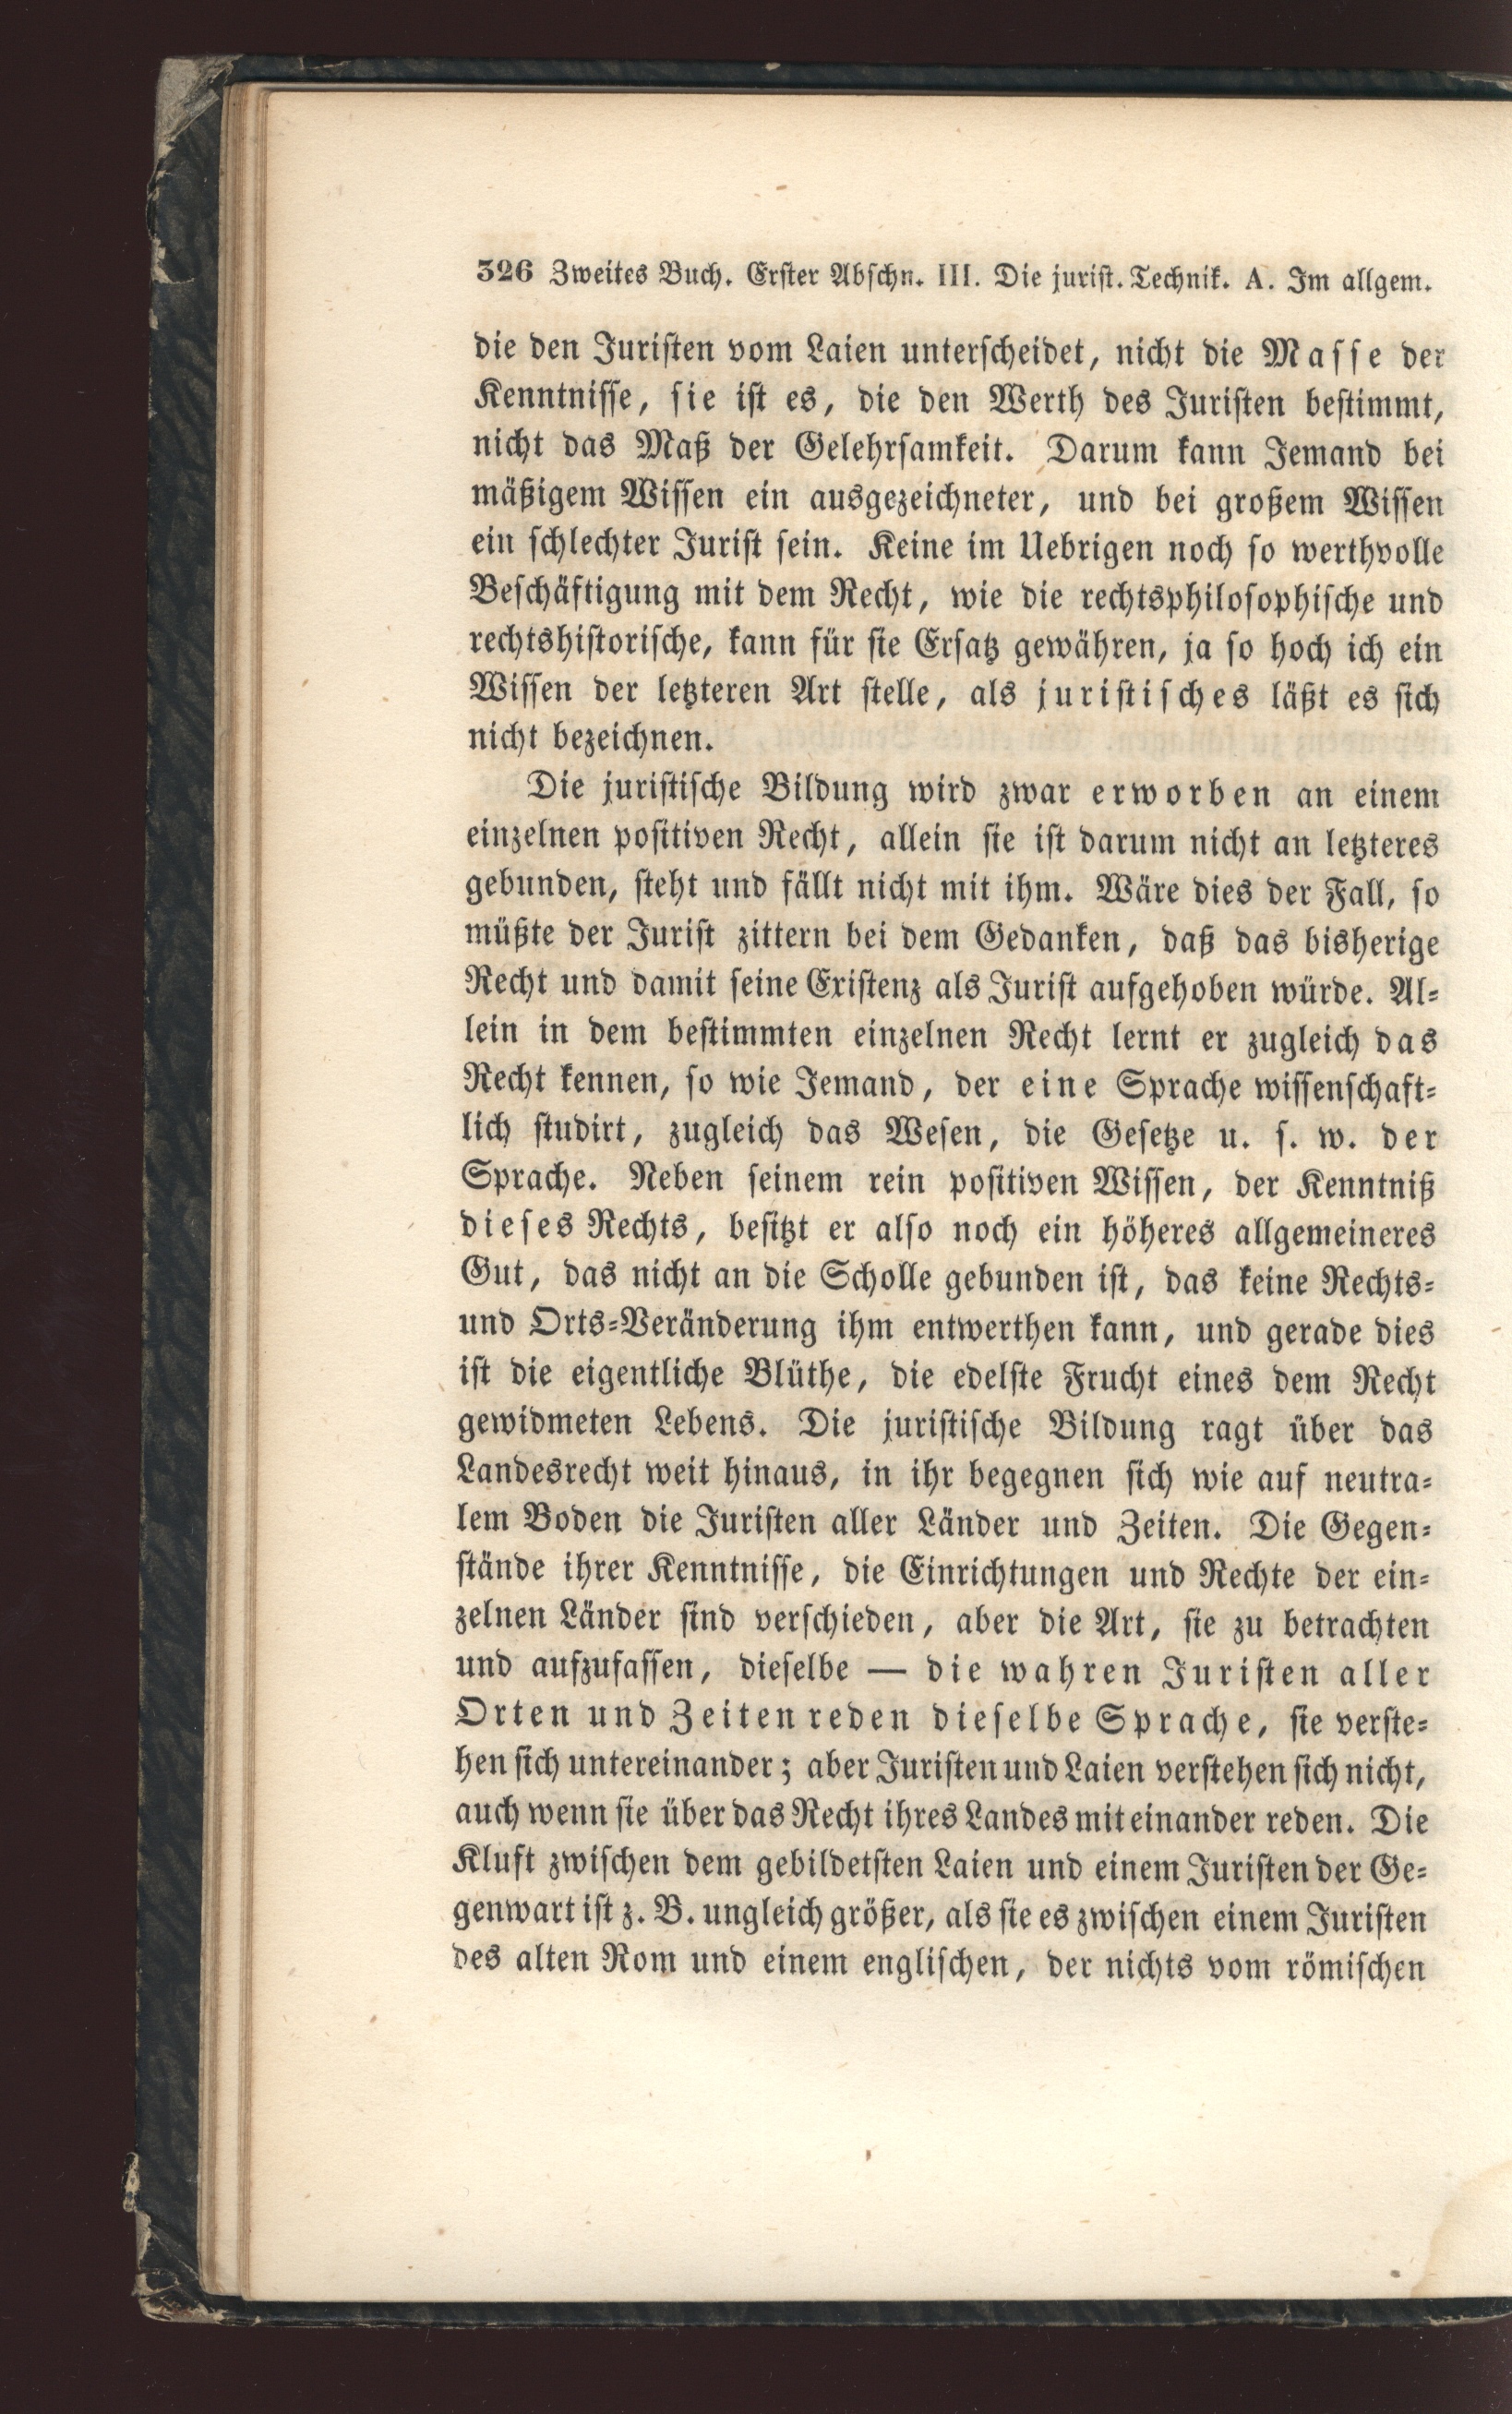 326 Zweites Buch. Erster Abschn. III. Die jurist. Technik. A. Im allgem.
die den Juristen vom Laien unterscheidet, nicht die Masse der
Kenntnisse, sie ist es, die den Werth des Juristen bestimmt,
nicht das Maß der Gelehrsamkeit. Darum kann Jemand bei
mäßigem Wissen ein ausgezeichneter, und bei großem Wissen
ein schlechter Jurist sein. Keine im Uebrigen noch so werthvolle
Beschäftigung mit dem Recht, wie die rechtsphilosophische und
rechtshistorische, kann für sie Ersatz gewähren, ja so hoch ich ein
Wissen der letzteren Art stelle, als juristisches läßt es sich
nicht bezeichnen.
Die juristische Bildung wird zwar erworben an einem
einzelnen positiven Recht, allein sie ist darum nicht an letzteres
gebunden, steht und fällt nicht mit ihm. Wäre dies der Fall, so
müßte der Jurist zittern bei dem Gedanken, daß das bisherige
Recht und damit seine Existenz als Jurist aufgehoben würde. Al-
lein in dem bestimmten einzelnen Recht lernt er zugleich das
Recht kennen, so wie Jemand, der eine Sprache wissenschaft-
lich studirt, zugleich das Wesen, die Gesetze u. s. w. der
Sprache. Neben seinem rein positiven Wissen, der Kenntniß
dieses Rechts, besitzt er also noch ein höheres allgemeineres
Gut, das nicht an die Scholle gebunden ist, das keine Rechts-
und Orts-Veränderung ihm entwerthen kann, und gerade dies
ist die eigentliche Blüthe, die edelste Frucht eines dem Recht
gewidmeten Lebens. Die juristische Bildung ragt über das
Landesrecht weit hinaus, in ihr begegnen sich wie auf neutra-
lem Boden die Juristen aller Länder und Zeiten. Die Gegen-
stände ihrer Kenntnisse, die Einrichtungen und Rechte der ein-
zelnen Länder sind verschieden, aber die Art, sie zu betrachten
und aufzufassen, dieselbe — die wahren Juristen aller
Orten und Zeiten reden dieselbe Sprache, sie verste-
hen sich untereinander; aber Juristen und Laien verstehen sich nicht,
auch wenn sie über das Recht ihres Landes miteinander reden. Die
Kluft zwischen dem gebildetsten Laien und einem Juristen der Ge-
genwart ist z. B. ungleich größer, als sie es zwischen einem Juristen
des alten Rom und einem englischen, der nichts vom römischen